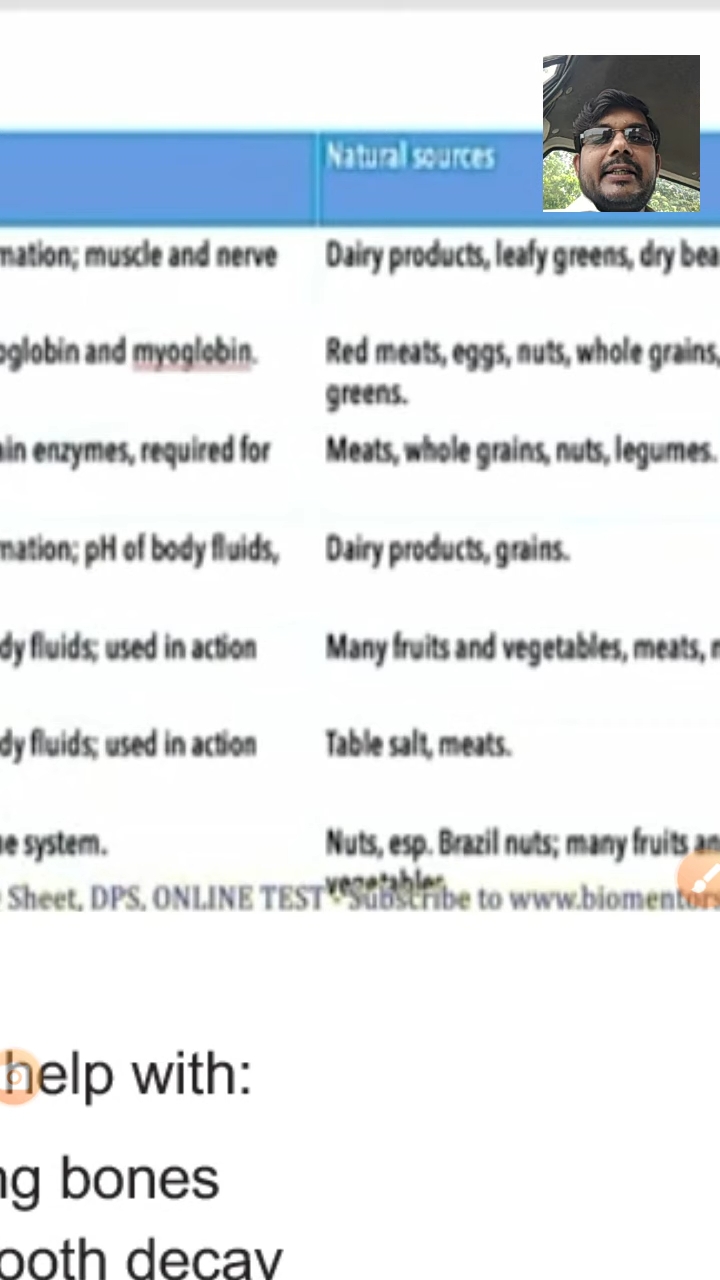 Natural sources
mation; muscle and nerve
Dairy products, leafy greens, dry bea
oglobin and myoglobin.
Red meats, eggs, nuts, whole grains,
greens.
in enzymes, required for
Meats, whole grains, nuts, legumes.
mation; pH of body fluids,
Dairy products, grains.
dy fluids; used in action
Many fruits and vegetables, meats, n
dy fluids; used in action
Table salt, meats.
e system.
Nuts, esp. Brazil nuts; many fruits an
vegetables
Sheet, DPS, ONLINE TEST - Subscribe to www.biomentors
help with:
ng bones
ooth decay